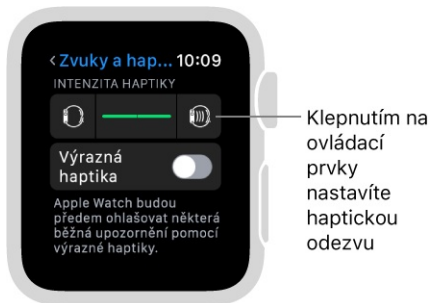 Zvuky a hap... 10:09
INTENZITA HAPTIKY
Výrazná
haptika
Apple Watch budou
předem ohlašovat některá
běžná upozornění pomocí
výrazné haptiky.
Klepnutím na
ovládací
prvky
nastavíte
haptickou
odezvu